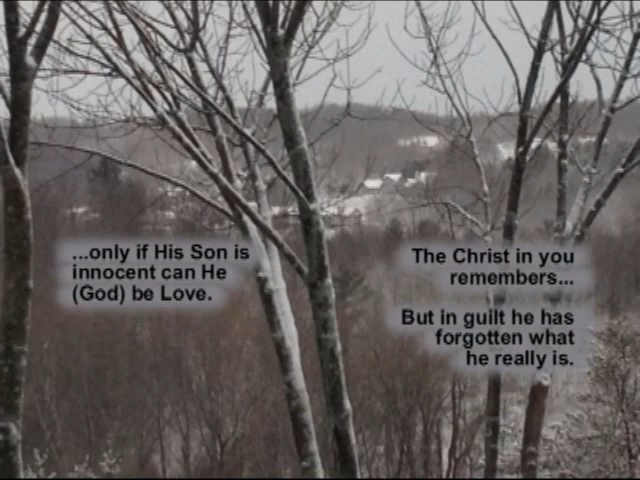 ...only if His Son is
innocent can He
(God) be Love.
The Christ in you
remembers...
But in guilt he has
forgotten what
he really is.